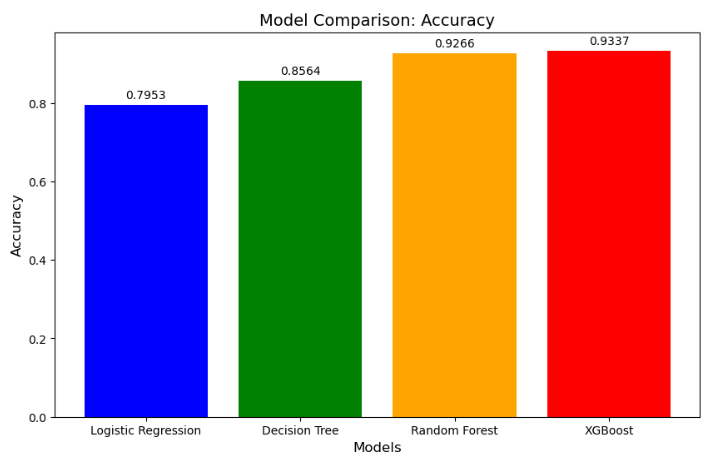 Model Comparison: Accuracy
0.7953
0.8564
0.9266
0.9337
Accuracy
0.8
0.6
0.4
0.2
0.0
Logistic Regression
Decision Tree
Random Forest
XGBoost
Models